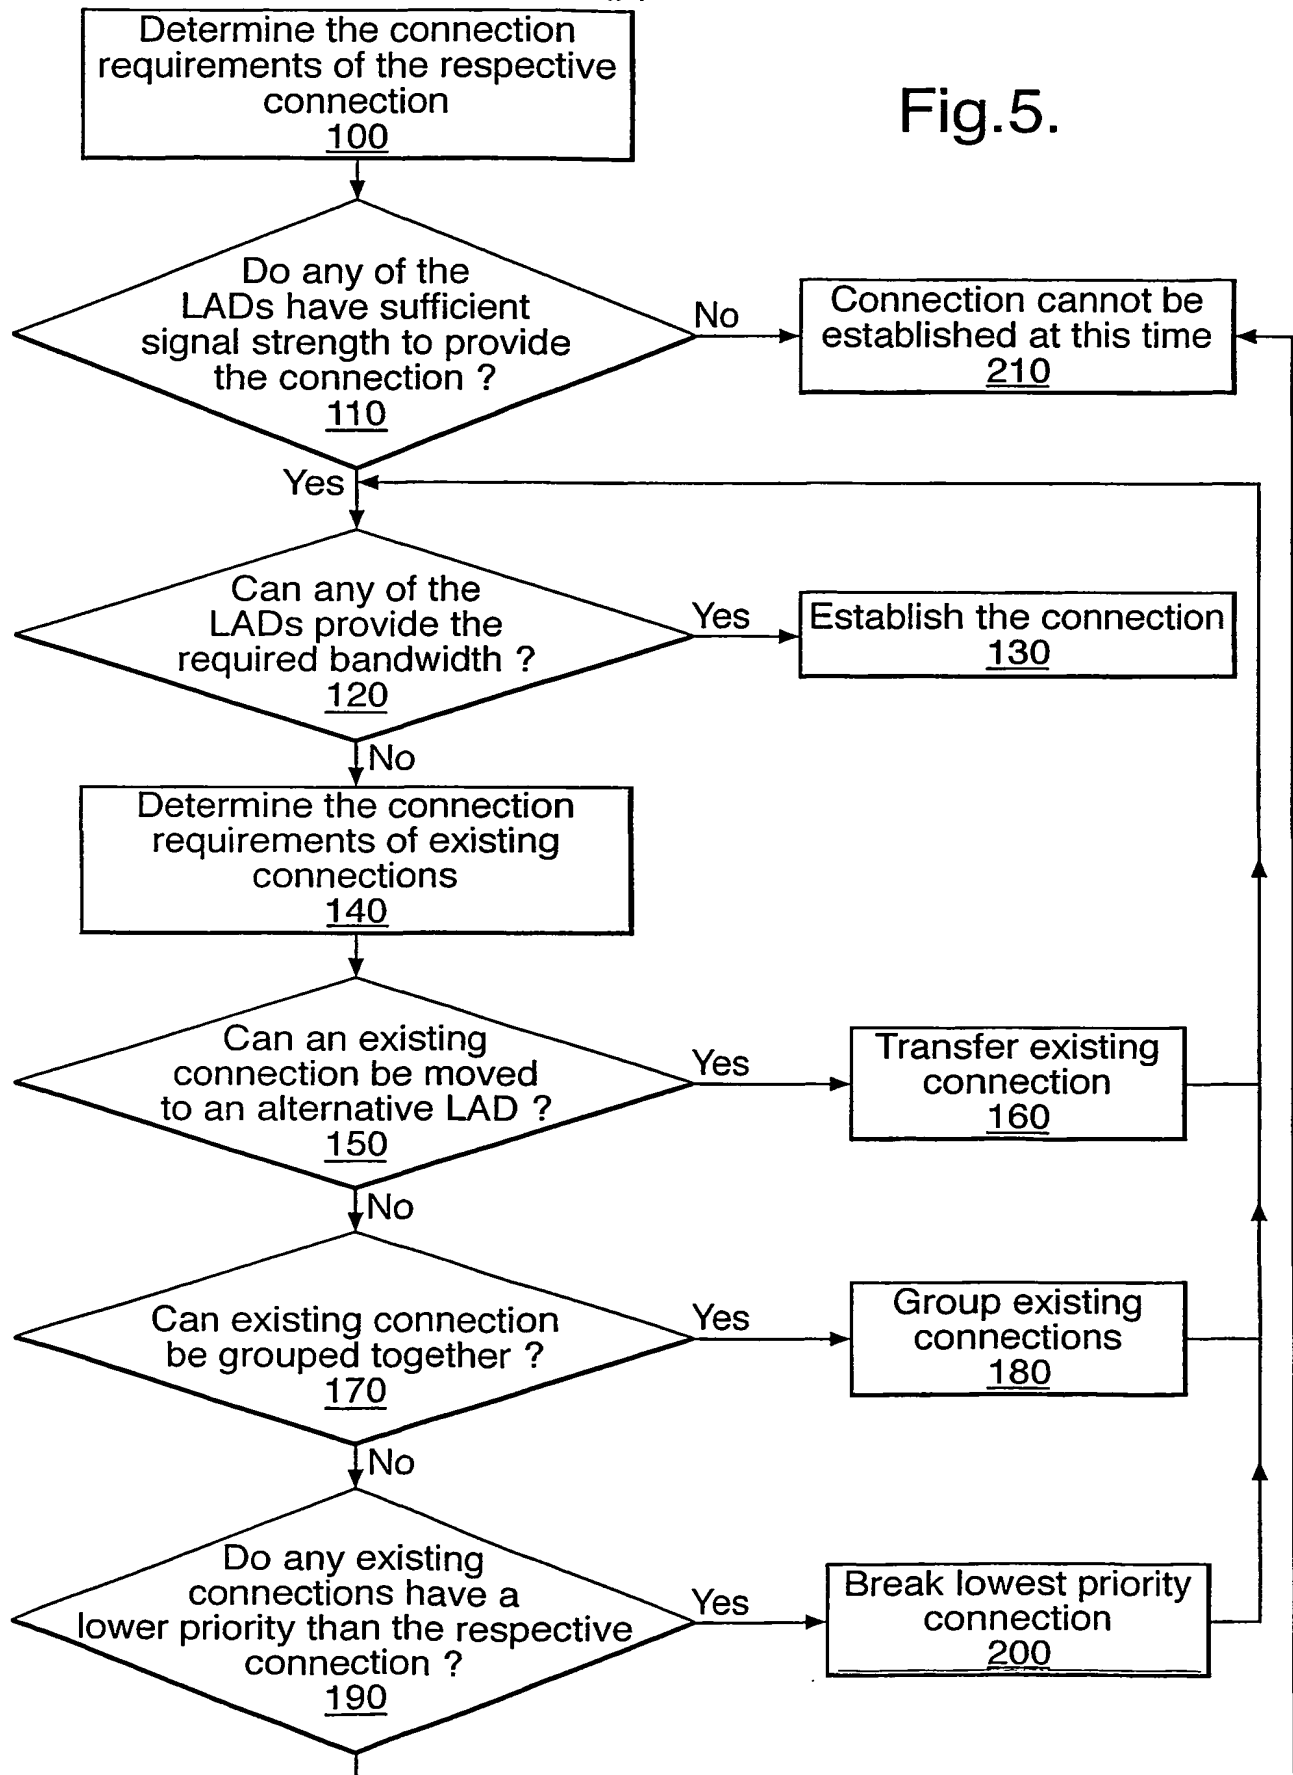 Fig.5.
Determine the connection
requirements of the respective
connection
100
Do any of the
LADs have sufficient
signal strength to provide
the connection ?
110
No
Connection cannot be
established at this time
210
Yes
Can any of the
LADs provide the
required bandwidth ?
120
Yes
Establish the connection
130
No
Determine the connection
requirements of existing
connections
140
Can an existing
connection be moved
to an alternative LAD ?
150
Yes
Transfer existing
connection
160
No
Can existing connection
be grouped together ?
170
Yes
Group existing
connections
180
No
Do any existing
connections have a
lower priority than the respective
connection ?
190
Yes
Break lowest priority
connection
200